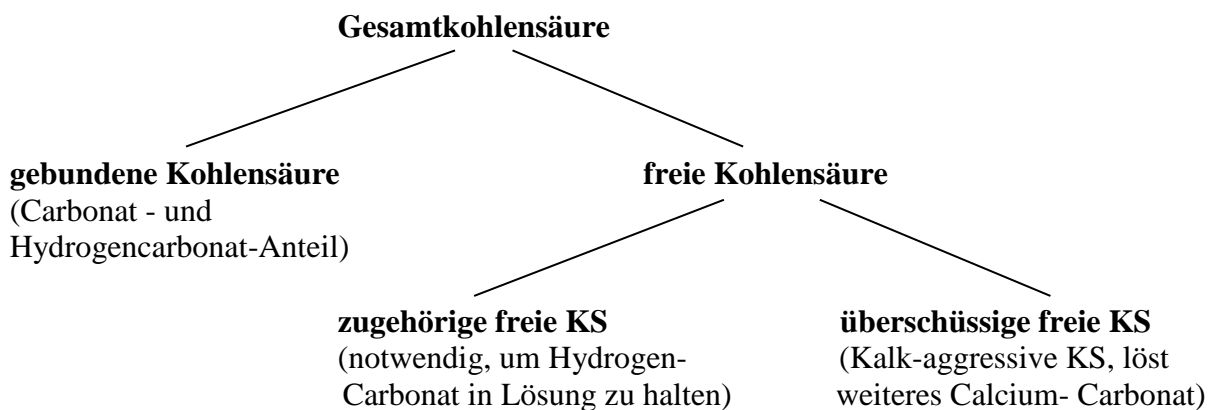 Gesamtkohlensäure
gebundene Kohlensäure
(Carbonat - und
Hydrogencarbonat-Anteil)
freie Kohlensäure
zugehörige freie KS
(notwendig, um Hydrogen-
Carbonat in Lösung zu halten)
überschüssige freie KS
(Kalk-aggressive KS, löst
weiteres Calcium- Carbonat)